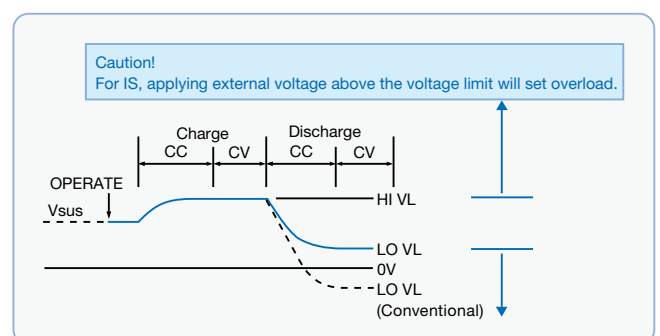 Caution!
For IS, applying external voltage above the voltage limit will set overload.
Charge
Discharge
CC
CV
CC
CV
OPERATE
Vsus
HI VL
LO VL
0V
LO VL
(Conventional)